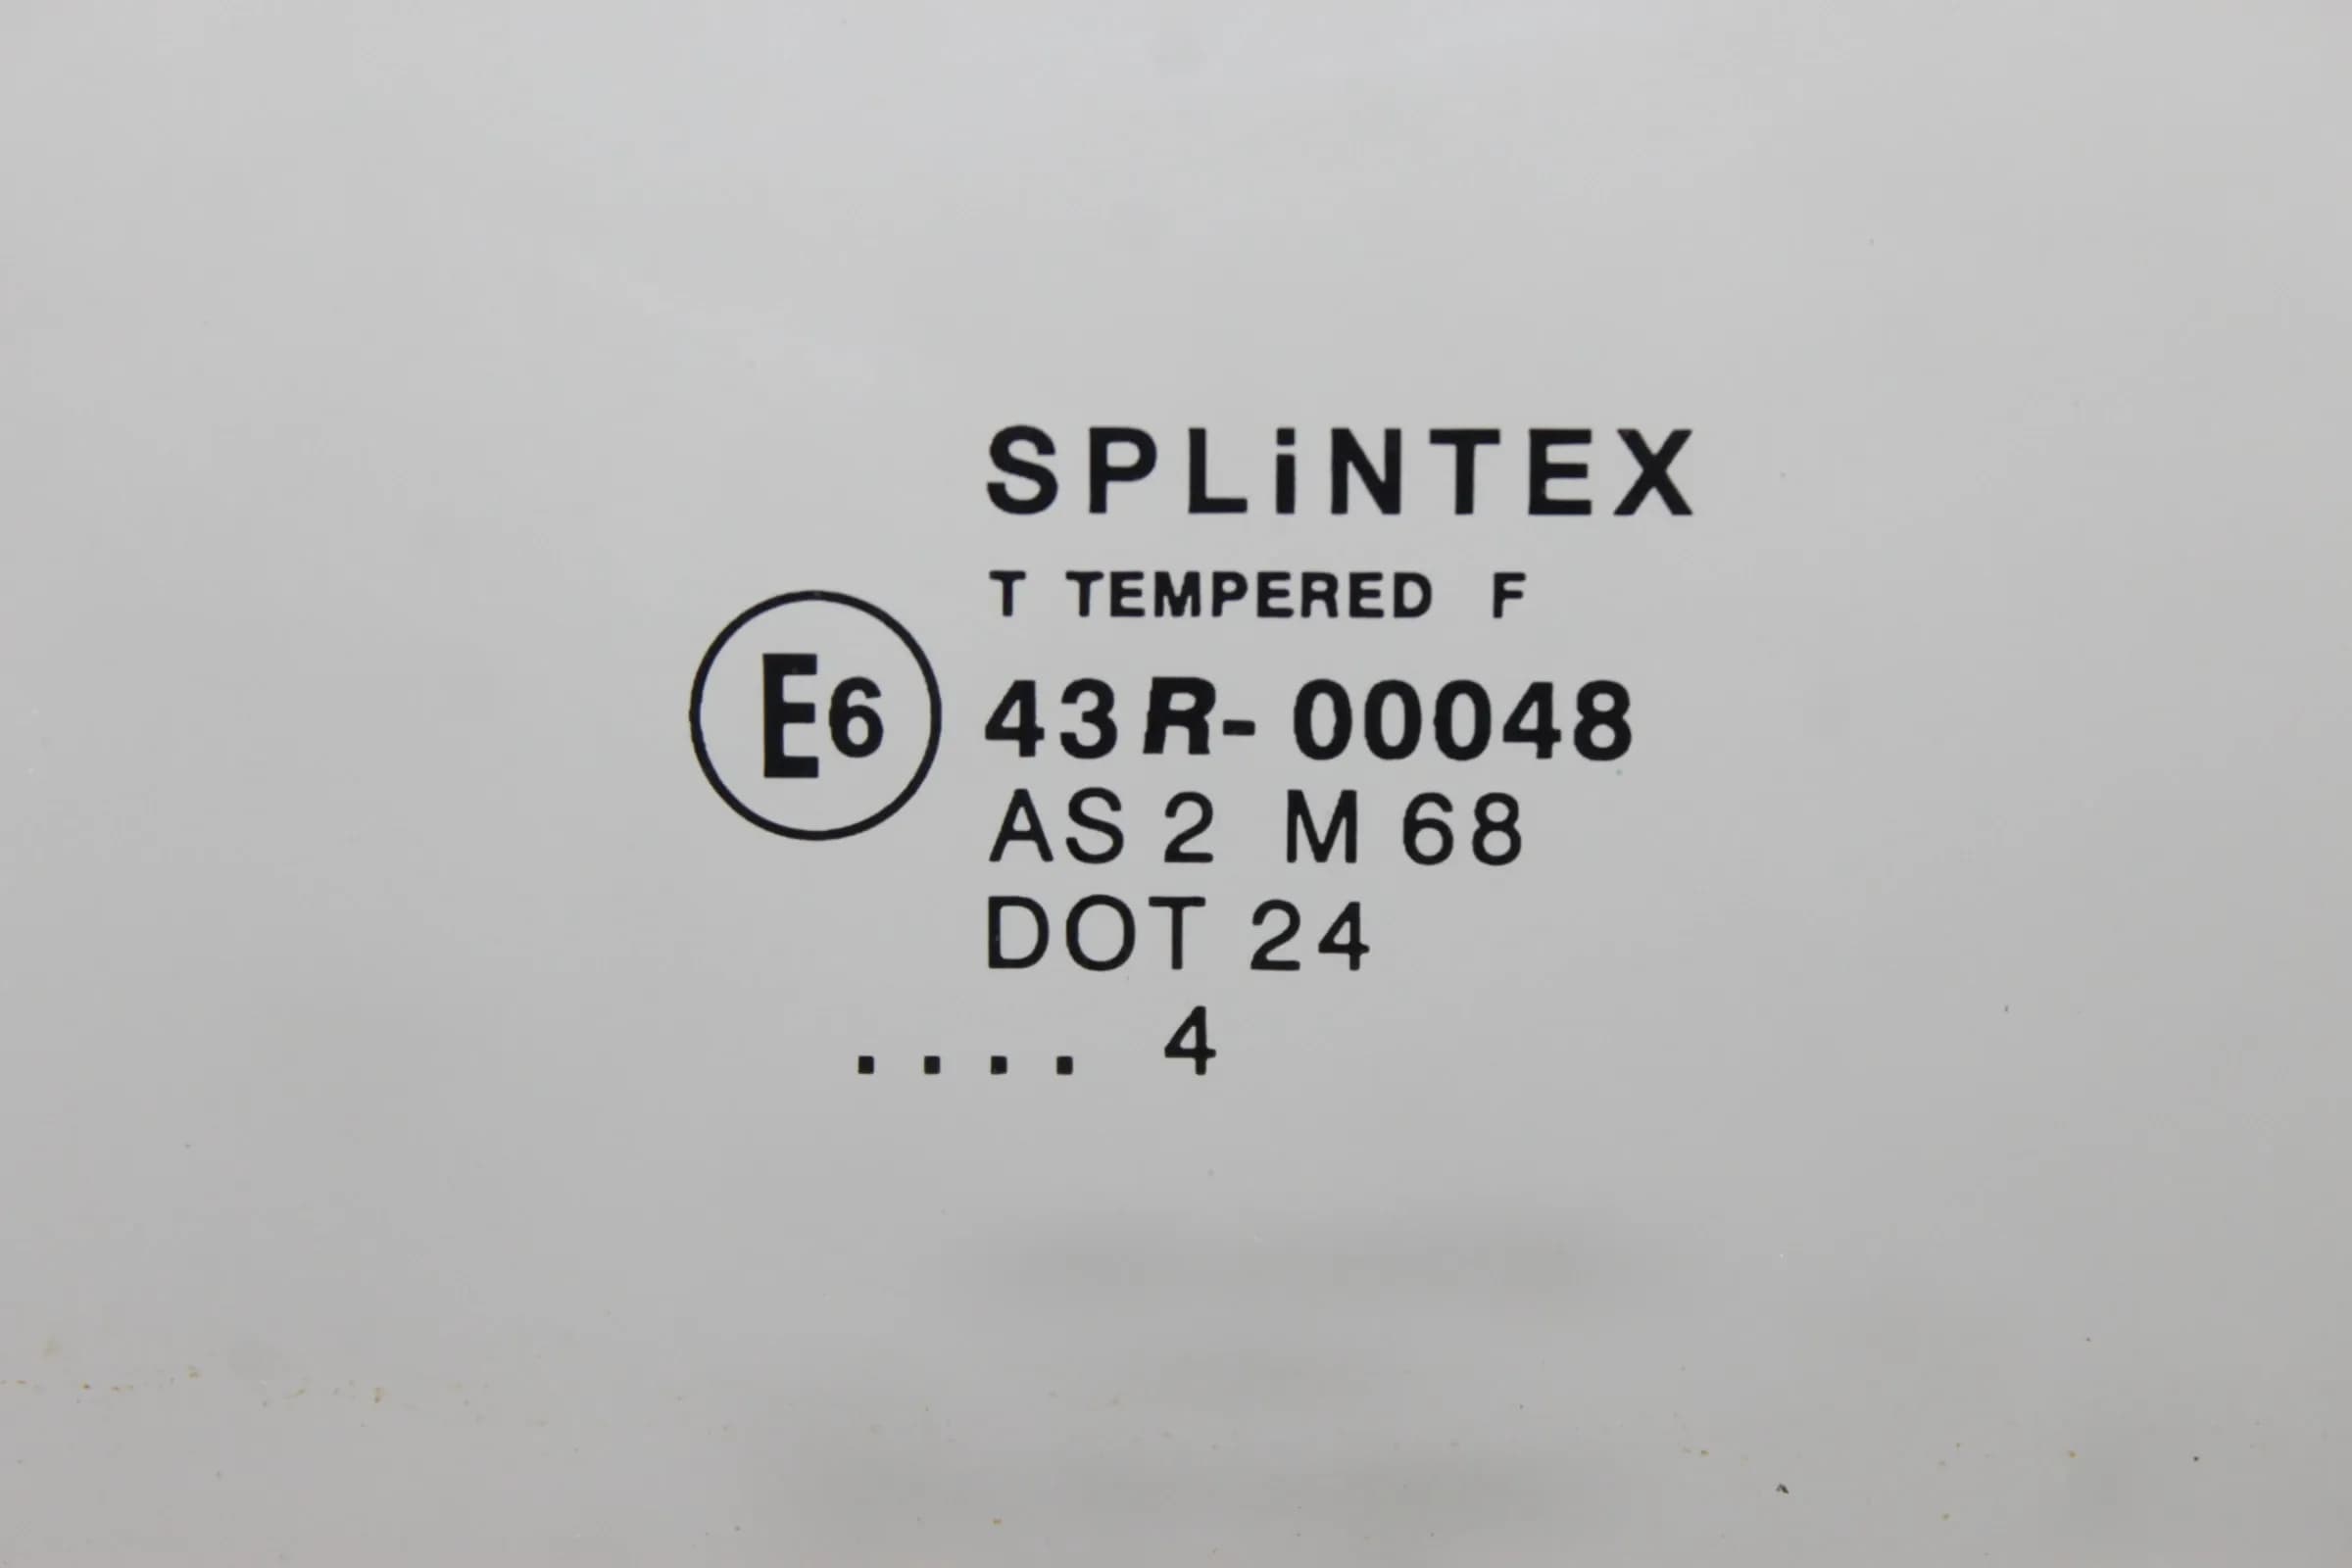 SPLiNTEX
T TEMPERED F
E6 43R-00048
AS 2 M 68
DOT 24
.... 4